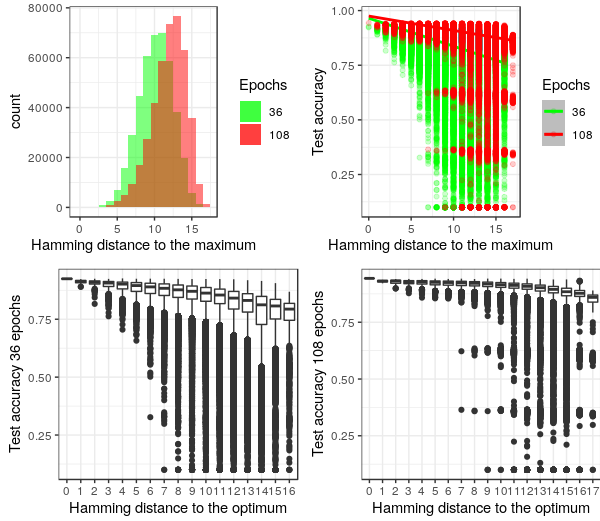 80000
60000
40000
20000
0
count
0 5 10 15
Hamming distance to the maximum
Epochs
36
108
1.00
0.75
0.50
0.25
Test accuracy
0 5 10 15
Hamming distance to the maximum
Epochs
36
108
0.75
0.50
0.25
Test accuracy 36 epochs
0 1 2 3 4 5 6 7 8 9 10 11 12 13 14 15 16
Hamming distance to the optimum
0.75
0.50
0.25
Test accuracy 108 epochs
0 1 2 3 4 5 6 7 8 9 10 11 12 13 14 15 16 17
Hamming distance to the optimum